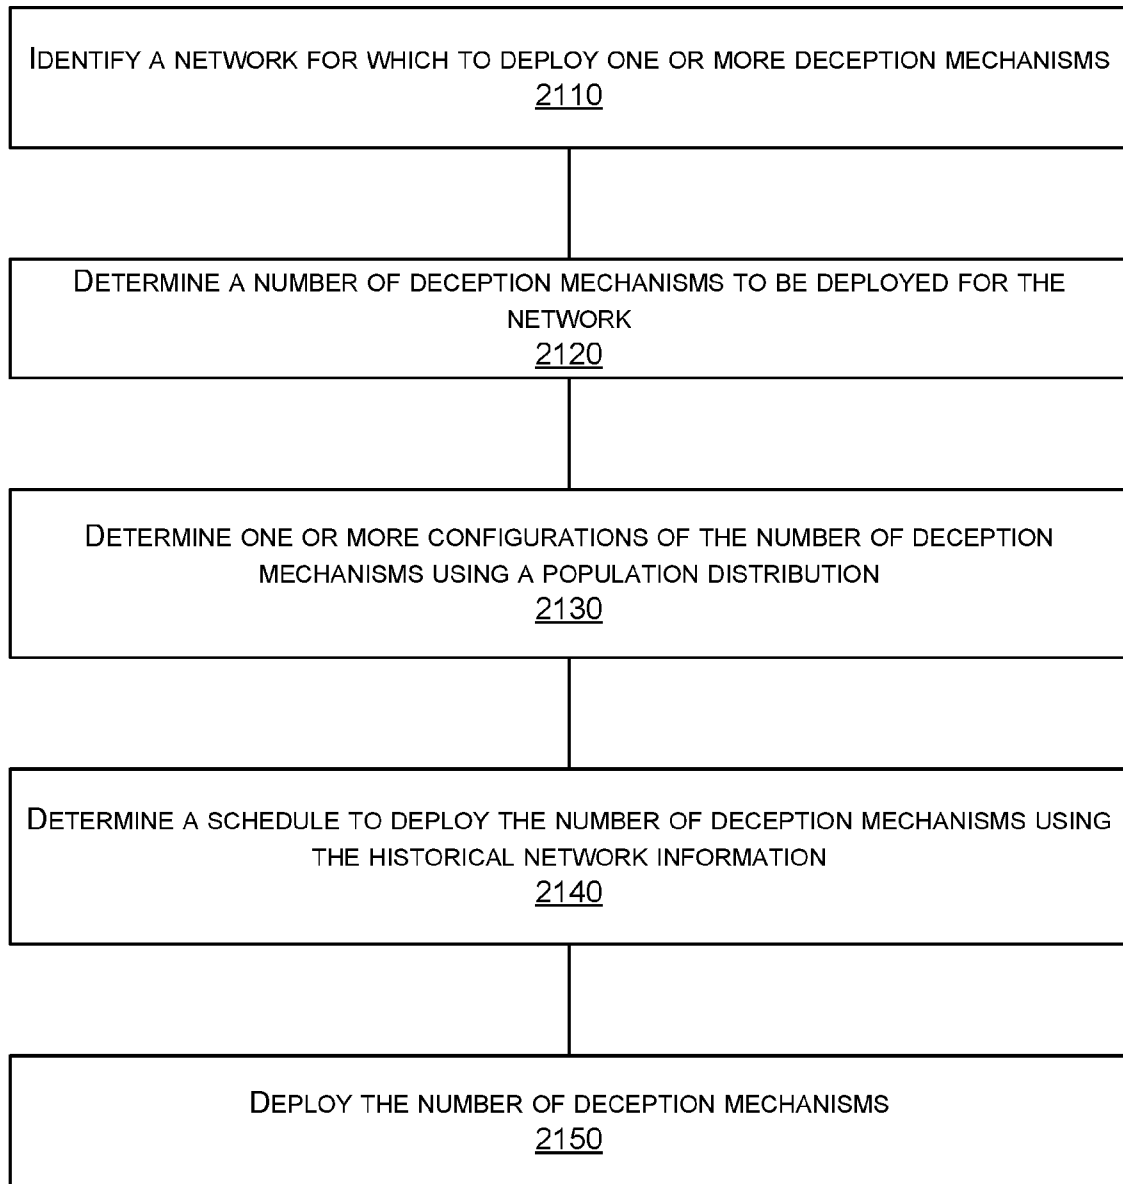 IDENTIFY A NETWORK FOR WHICH TO DEPLOY ONE OR MORE DECEPTION MECHANISMS
2110
DETERMINE A NUMBER OF DECEPTION MECHANISMS TO BE DEPLOYED FOR THE
NETWORK
2120
DETERMINE ONE OR MORE CONFIGURATIONS OF THE NUMBER OF DECEPTION
MECHANISMS USING A POPULATION DISTRIBUTION
2130
DETERMINE A SCHEDULE TO DEPLOY THE NUMBER OF DECEPTION MECHANISMS USING
THE HISTORICAL NETWORK INFORMATION
2140
DEPLOY THE NUMBER OF DECEPTION MECHANISMS
2150